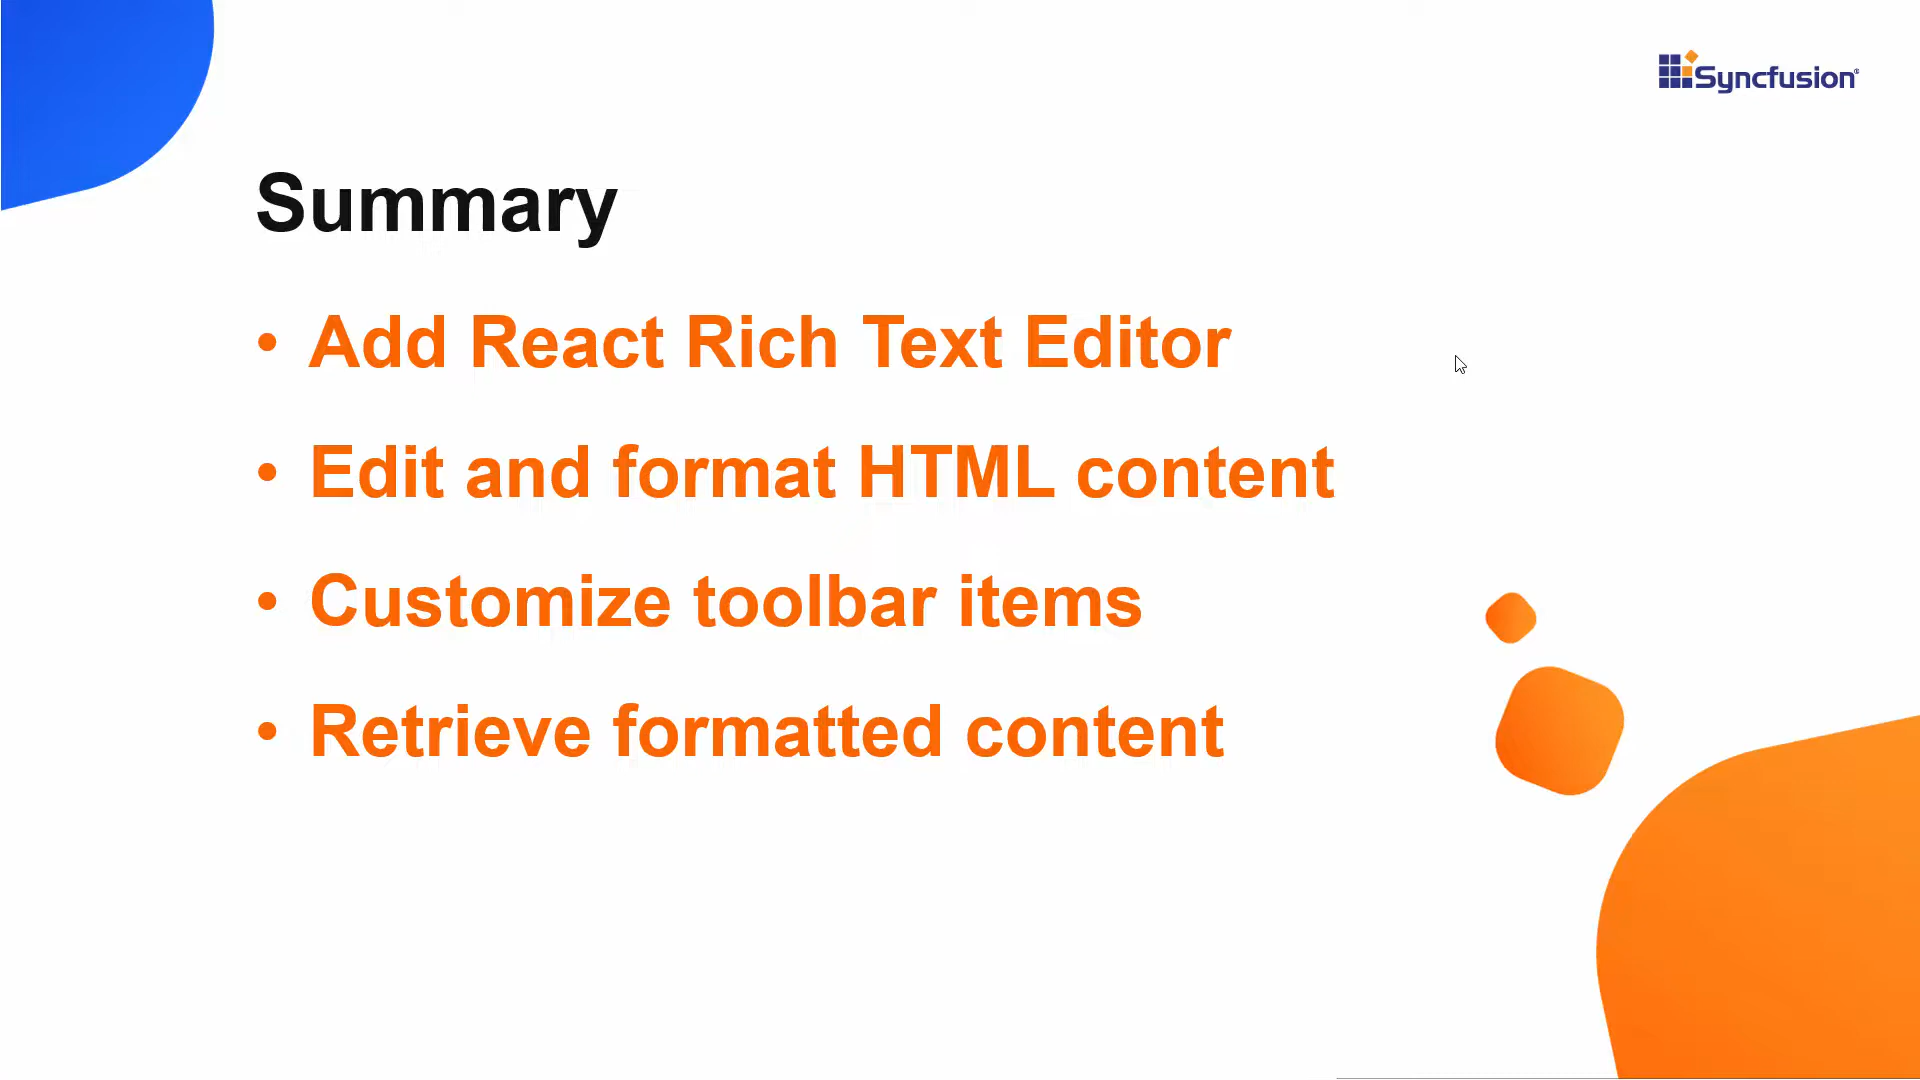 Syncfusion®
Summary
• Add React Rich Text Editor
• Edit and format HTML content
• Customize toolbar items
• Retrieve formatted content